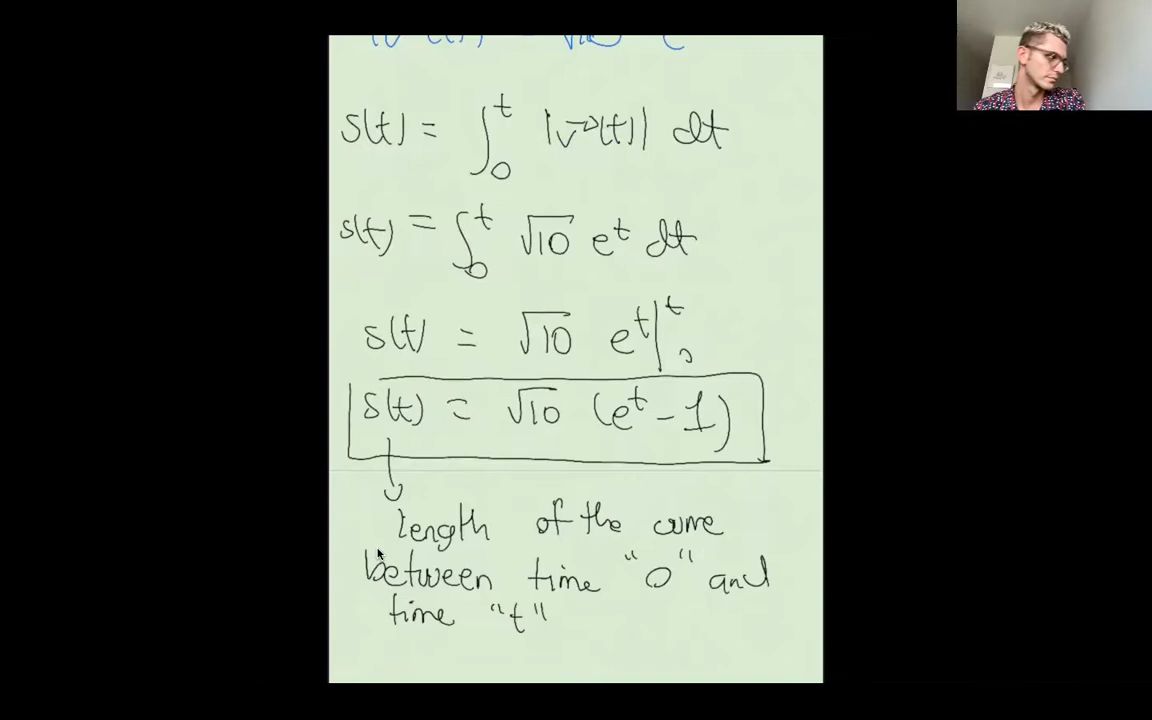 s(t) = ∫₀ᵗ |v→(t)| dt
s(t) = ∫₀ᵗ √10 eᵗ dt
s(t) = √10 eᵗ|₀ᵗ
s(t) = √10 (eᵗ - 1)
length of the curve
between time "0" and
time "t"